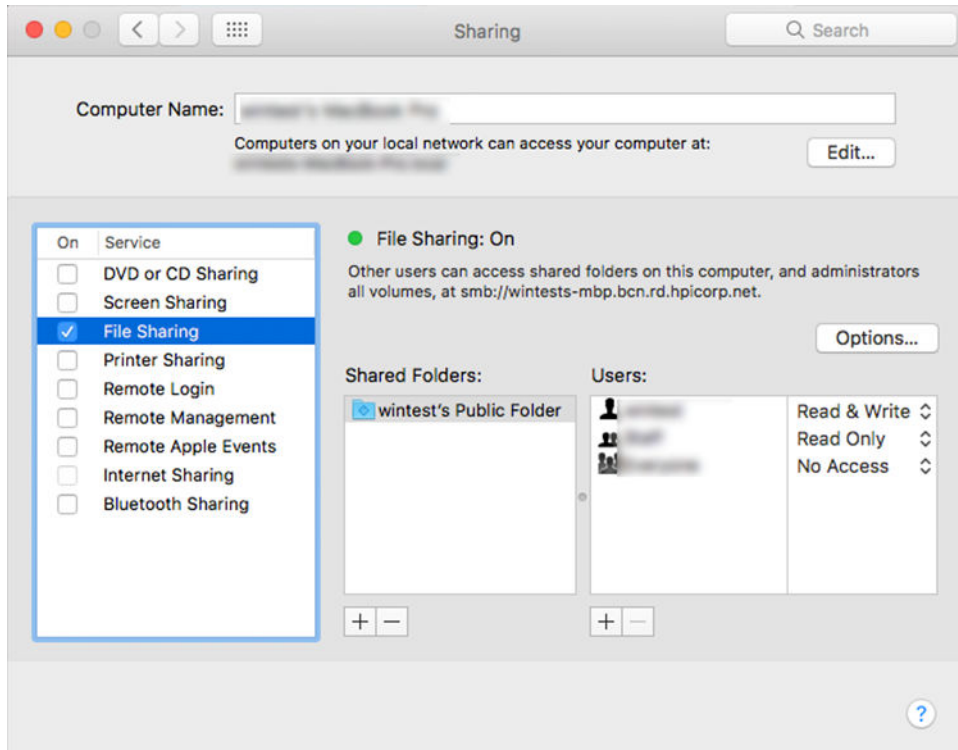 Sharing
Search
Computer Name:
Computers on your local network can access your computer at:
Edit...
On Service
DVD or CD Sharing
Screen Sharing
File Sharing
Printer Sharing
Remote Login
Remote Management
Remote Apple Events
Internet Sharing
Bluetooth Sharing
File Sharing: On
Other users can access shared folders on this computer, and administrators
all volumes, at smb://wintests-mbp.bcn.rd.hpicorp.net.
Options...
Shared Folders:
wintest's Public Folder
Users:
Read & Write
Read Only
No Access
+ −
+ −
?